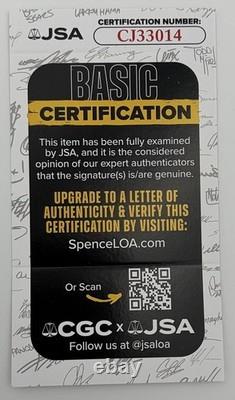 JSA
CERTIFICATION NUMBER:
CJ33014
BASIC
CERTIFICATION
This item has been fully examined
by JSA, and it is the considered
opinion of our expert authenticators
that the signature(s) is/are genuine.
UPGRADE TO A LETTER OF
AUTHENTICITY & VERIFY THIS
CERTIFICATION BY VISITING:
SpenceLOA.com
Or Scan
CGC x JSA
Follow us at @jsaloa
ebay